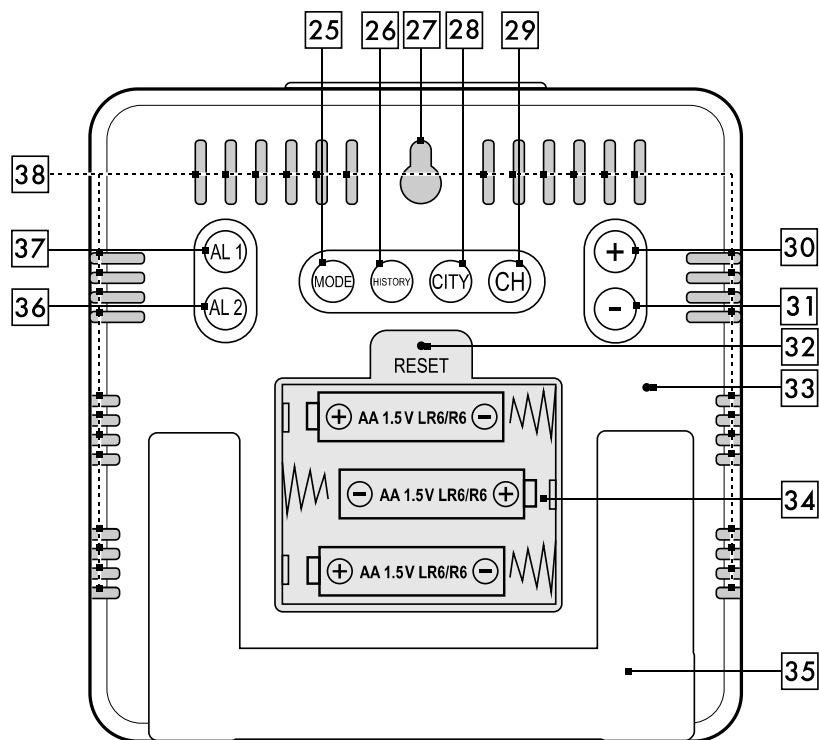 25 26 27 28 29
38
37 AL 1 + 30
MODE HISTORY CITY CH
36 AL 2 - 31
32
RESET
33
+ AA 1.5V LR6/R6 -
- AA 1.5V LR6/R6 + 34
+ AA 1.5V LR6/R6 -
35